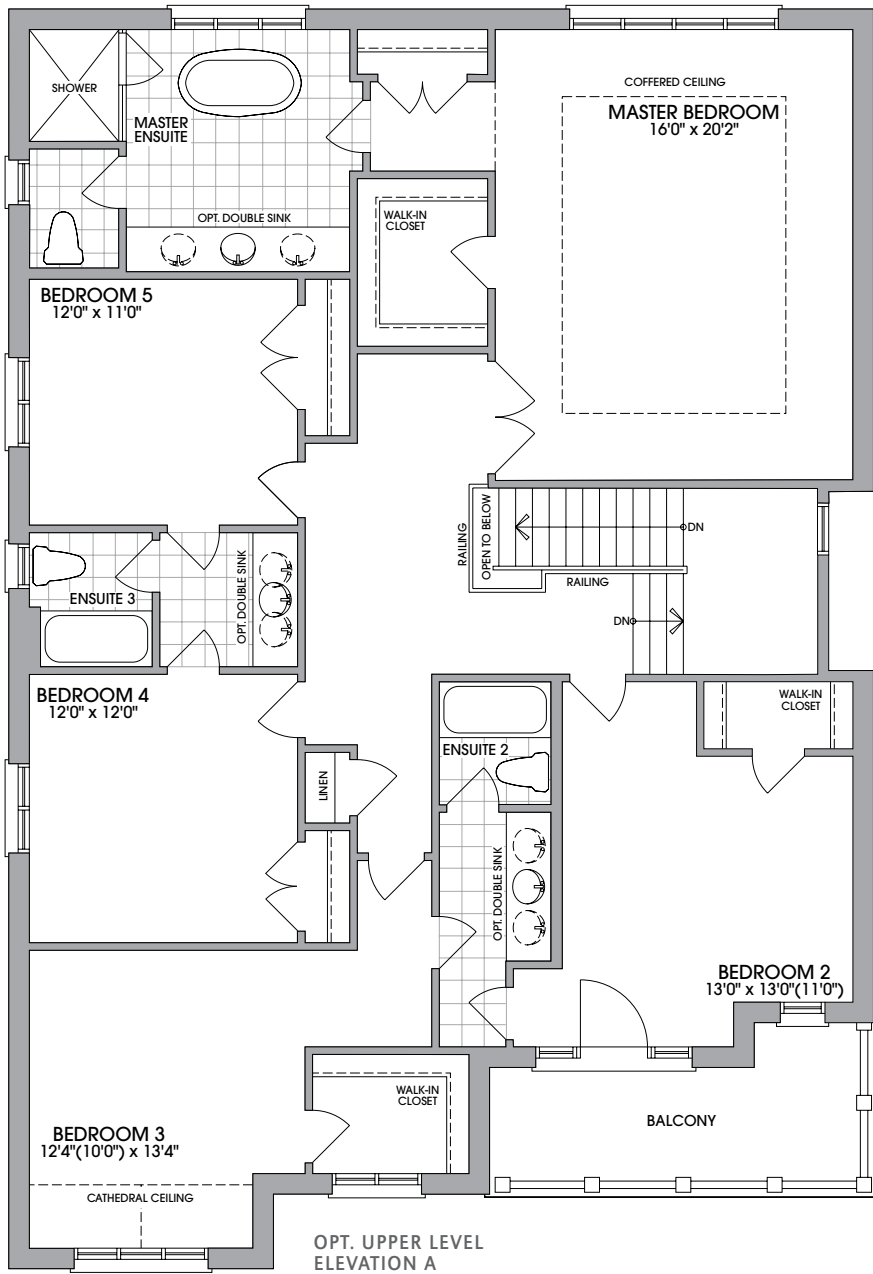 SHOWER
MASTER
ENSUITE
OPT. DOUBLE SINK
COFFERED CEILING
MASTER BEDROOM
16'0" x 20'2"
WALK-IN
CLOSET
BEDROOM 5
12'0" x 11'0"
RAILING
OPEN TO BELOW
DN
RAILING
DN
ENSUITE 3
OPT. DOUBLE SINK
BEDROOM 4
12'0" x 12'0"
LINEN
ENSUITE 2
OPT. DOUBLE SINK
WALK-IN
CLOSET
BEDROOM 2
13'0" x 13'0"(11'0")
BALCONY
WALK-IN
CLOSET
BEDROOM 3
12'4"(10'0") x 13'4"
CATHEDRAL CEILING
OPT. UPPER LEVEL
ELEVATION A